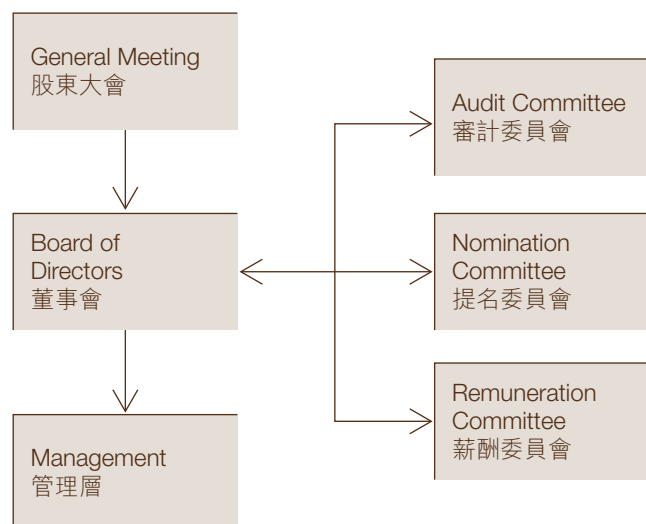 General Meeting
股東大會
Board of
Directors
董事會
Management
管理層
Audit Committee
審計委員會
Nomination
Committee
提名委員會
Remuneration
Committee
薪酬委員會